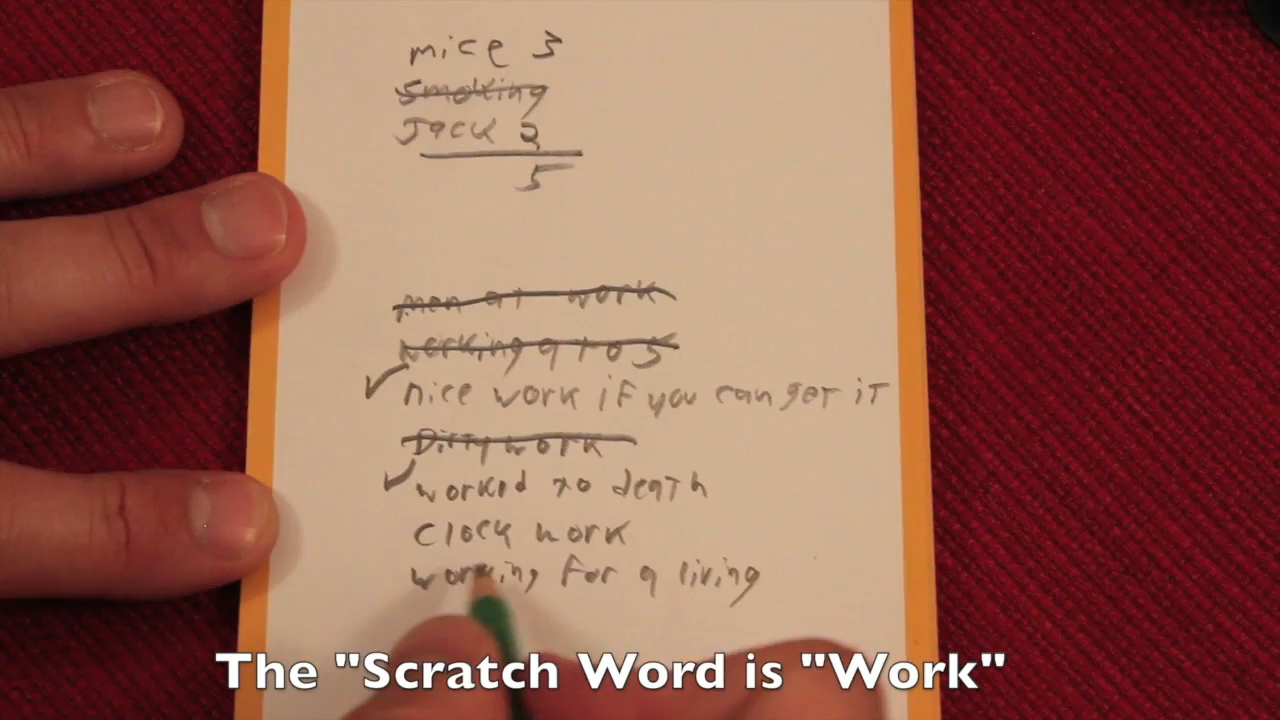 mice 3
Smoking
Jack 2
5
men at work
working 9 to 5
nice work if you can get it
Dirty work
worked to death
Clock work
working for a living
The "Scratch Word is "Work"